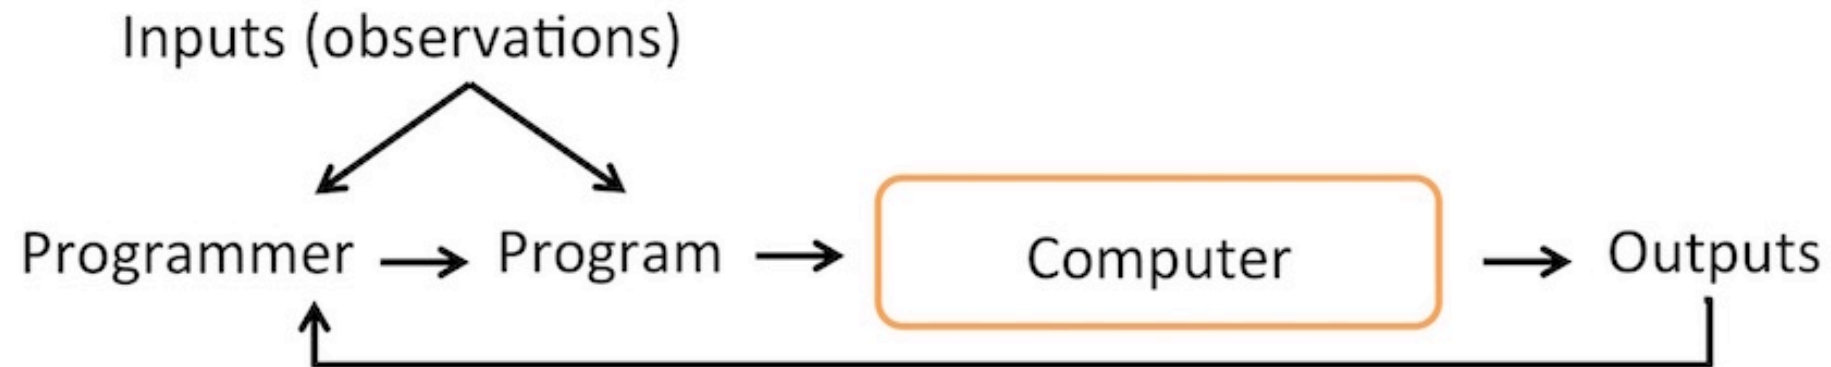 Inputs (observations)
Programmer
Program
Computer
Outputs